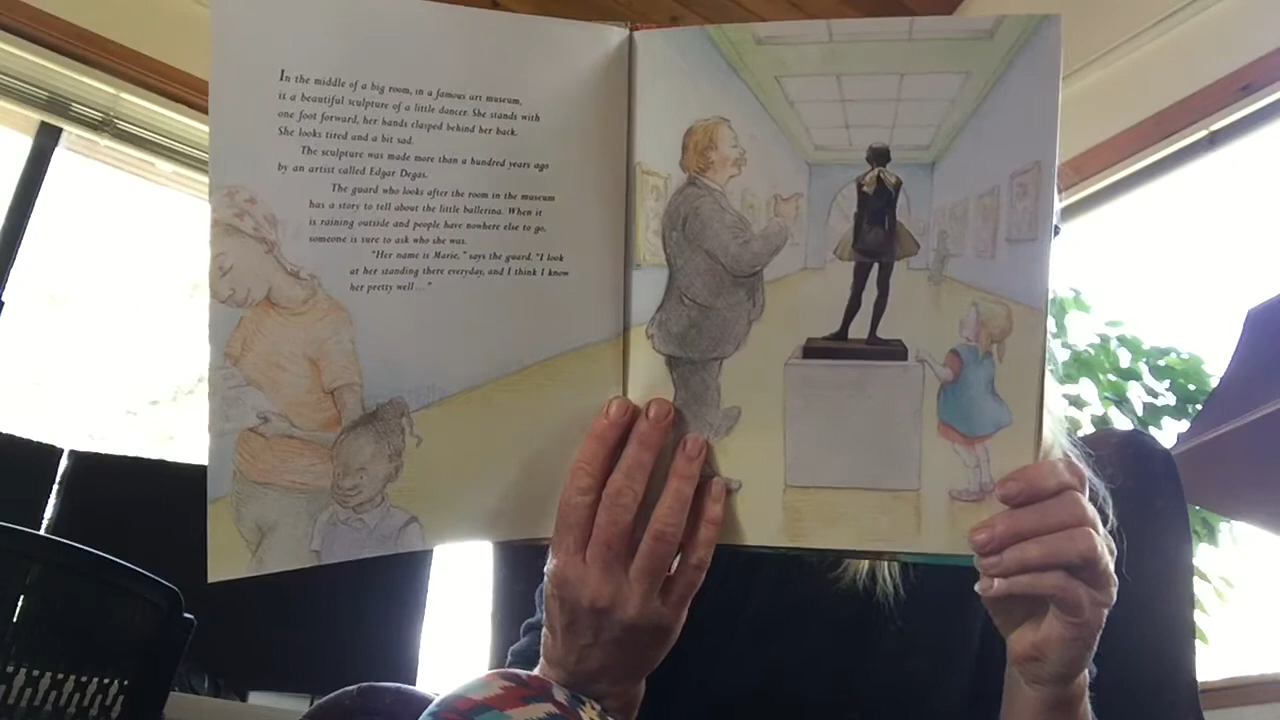 In the middle of a big room, in a famous art museum,
is a beautiful sculpture of a little dancer. She stands with
one foot forward, her hands clasped behind her back.
She looks tired and a bit sad.
The sculpture was made more than a hundred years ago
by an artist called Edgar Degas.
The guard who looks after the room in the museum
has a story to tell about the little ballerina. When it
is raining outside and people have nowhere else to go,
someone is sure to ask who she was.
"Her name is Marie," says the guard. "I look
at her standing there everyday, and I think I know
her pretty well..."